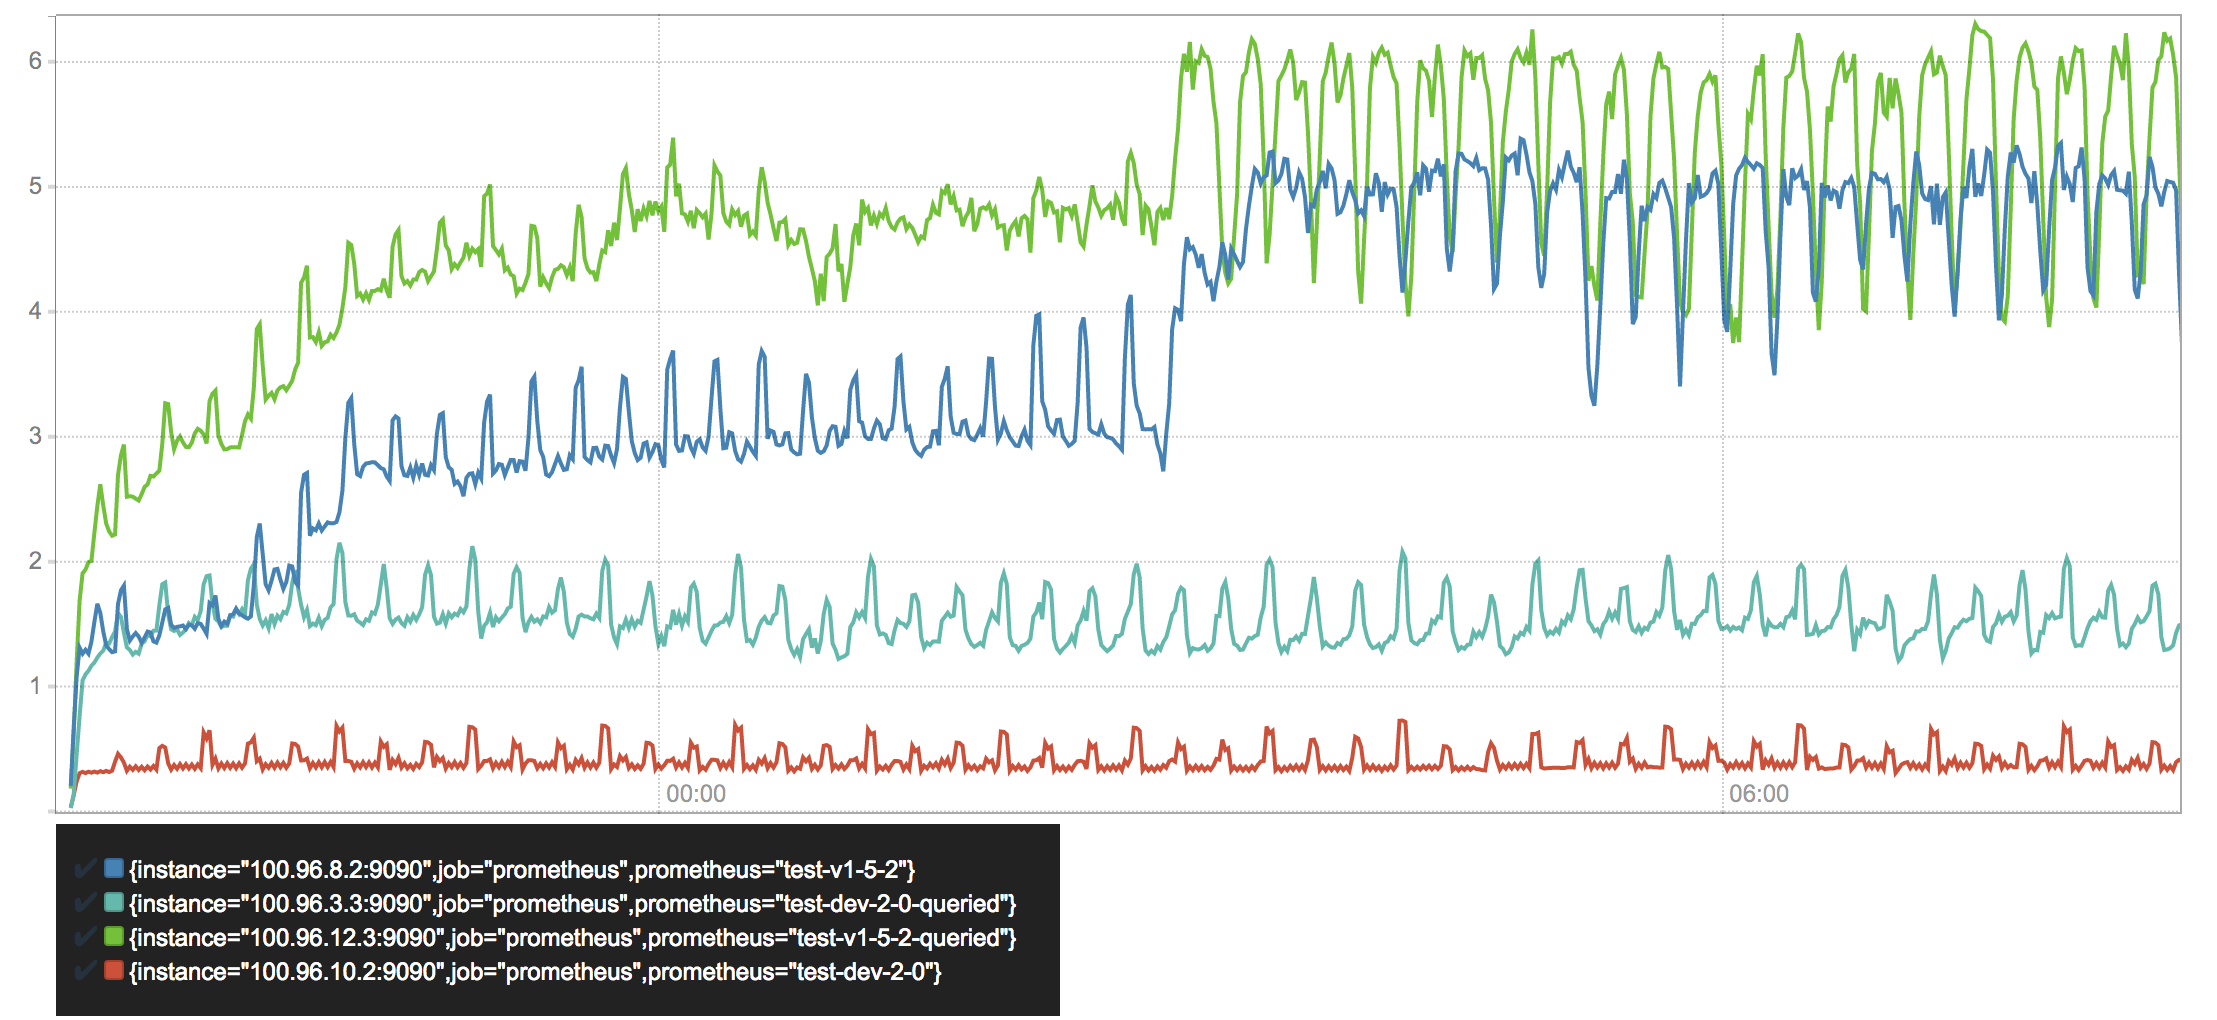 6
5
4
3
2
1
00:00
06:00
{instance="100.96.8.2:9090",job="prometheus",prometheus="test-v1-5-2"}
{instance="100.96.3.3:9090",job="prometheus",prometheus="test-dev-2-0-queried"}
{instance="100.96.12.3:9090",job="prometheus",prometheus="test-v1-5-2-queried"}
{instance="100.96.10.2:9090",job="prometheus",prometheus="test-dev-2-0"}